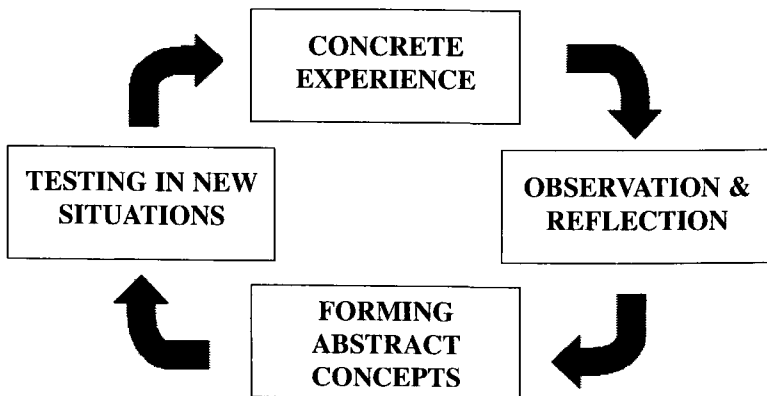 CONCRETE
EXPERIENCE
TESTING IN NEW
SITUATIONS
OBSERVATION &
REFLECTION
FORMING
ABSTRACT
CONCEPTS